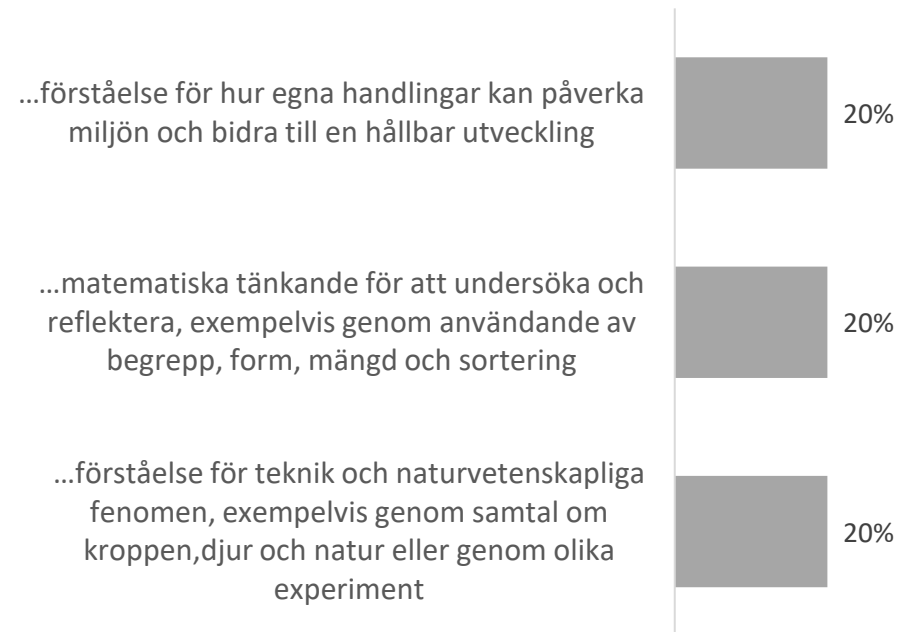 ...förståelse för hur egna handlingar kan påverka
miljön och bidra till en hållbar utveckling
20%
...matematiska tänkande för att undersöka och
reflektera, exempelvis genom användande av
begrepp, form, mängd och sortering
20%
...förståelse för teknik och naturvetenskapliga
fenomen, exempelvis genom samtal om
kroppen,djur och natur eller genom olika
experiment
20%